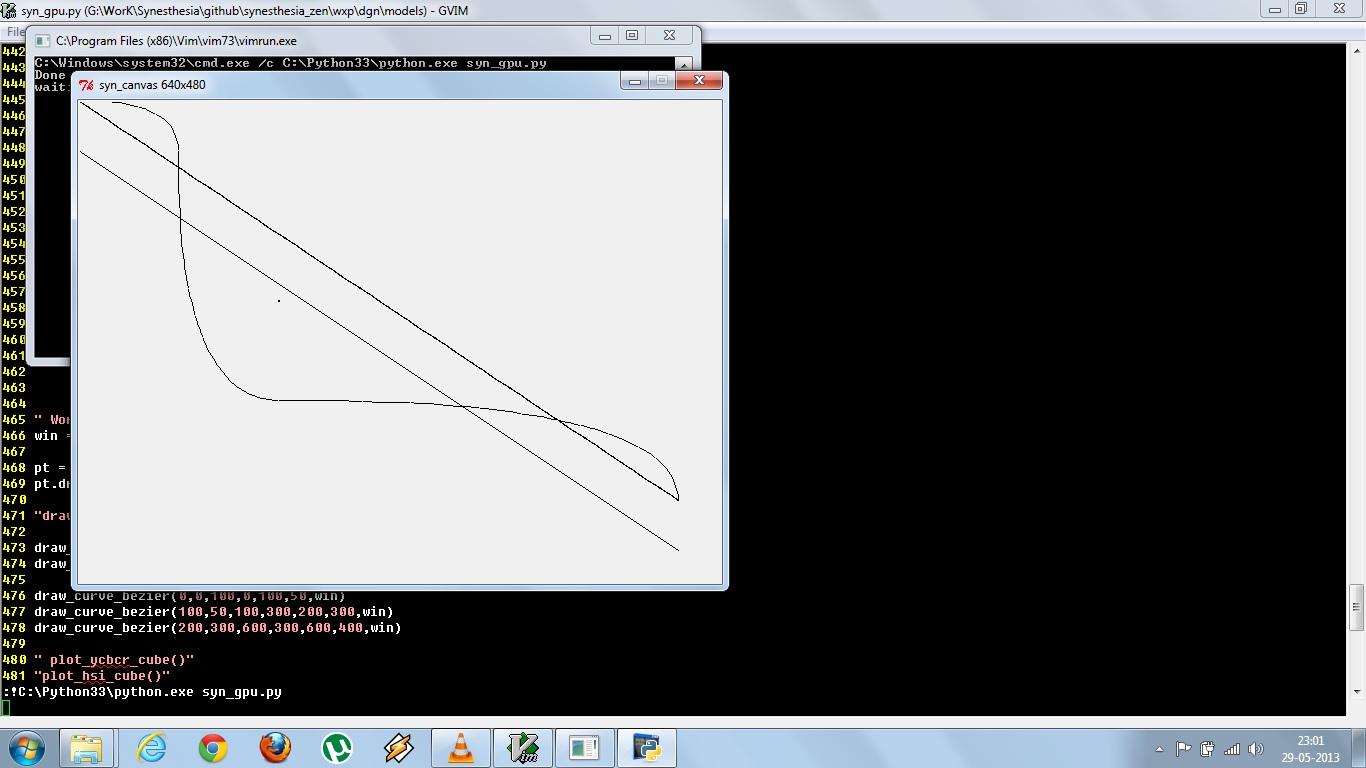 syn_gpu.py (G:\WorK\Synesthesia\github\synesthesia_zen\wxp\dgn\models) - GVIM
File
C:\Program Files (x86)\Vim\vim73\vimrun.exe
C:\Windows\system32\cmd.exe /c C:\Python33\python.exe syn_gpu.py
Done
wait:
syn_canvas 640x480
442
443
444
445
446
447
448
449
450
451
452
453
454
455
456
457
458
459
460
461
462
463
464
465 " Wor
466 win =
467
468 pt =
469 pt.dr
470
471 "draw
472
473 draw_
474 draw_
475
476 draw_curve_bezier(0,0,100,0,100,50,win)
477 draw_curve_bezier(100,50,100,300,200,300,win)
478 draw_curve_bezier(200,300,600,300,600,400,win)
479
480 " plot_ycbcr_cube()"
481 "plot_hsi_cube()"
:!C:\Python33\python.exe syn_gpu.py
23:01
29-05-2013